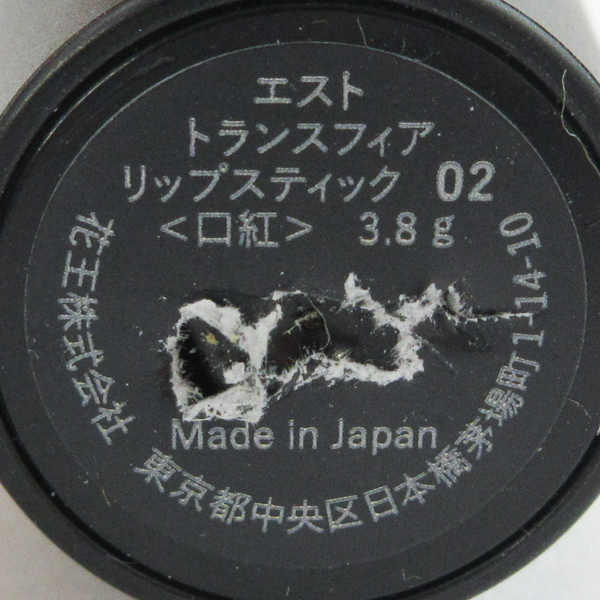 エスト
トランスフィア
リップスティック 02
<口紅> 3.8g
Made in Japan
花王株式会社 東京都中央区日本橋茅場町1-14-10